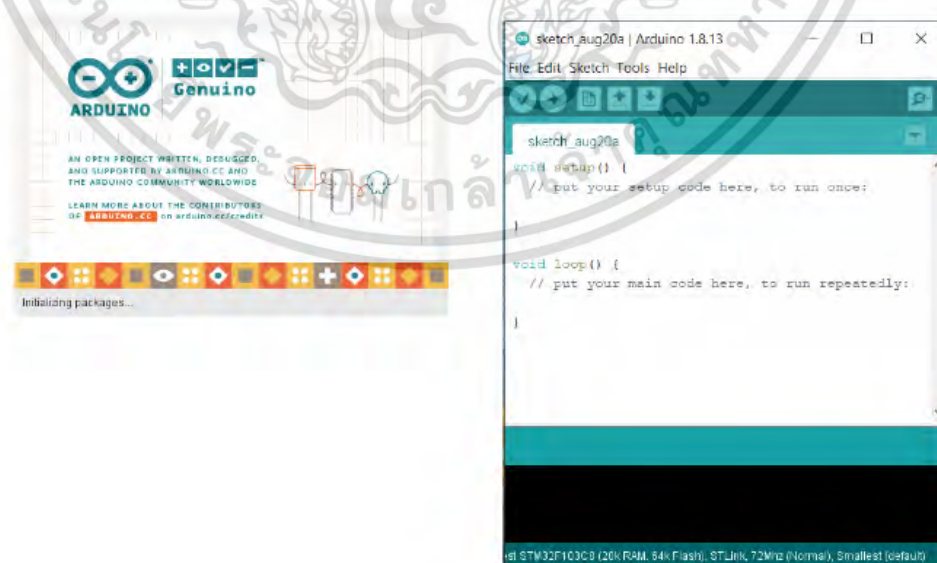 ARDUINO
Genuino
AN OPEN PROJECT WRITTEN, DEBUGGED,
AND SUPPORTED BY ARDUINO.CC AND
THE ARDUINO COMMUNITY WORLDWIDE
LEARN MORE ABOUT THE CONTRIBUTORS
OF ARDUINO.CC on arduino.cc/credits
Initializing packages...
sketch_aug20a | Arduino 1.8.13
File Edit Sketch Tools Help
sketch_aug20a
void setup() {
// put your setup code here, to run once:
}
void loop() {
// put your main code here, to run repeatedly:
}
STM32F103C8 (20k RAM. 64k Flash), STLink, 72Mhz (Normal), Smallest (default)